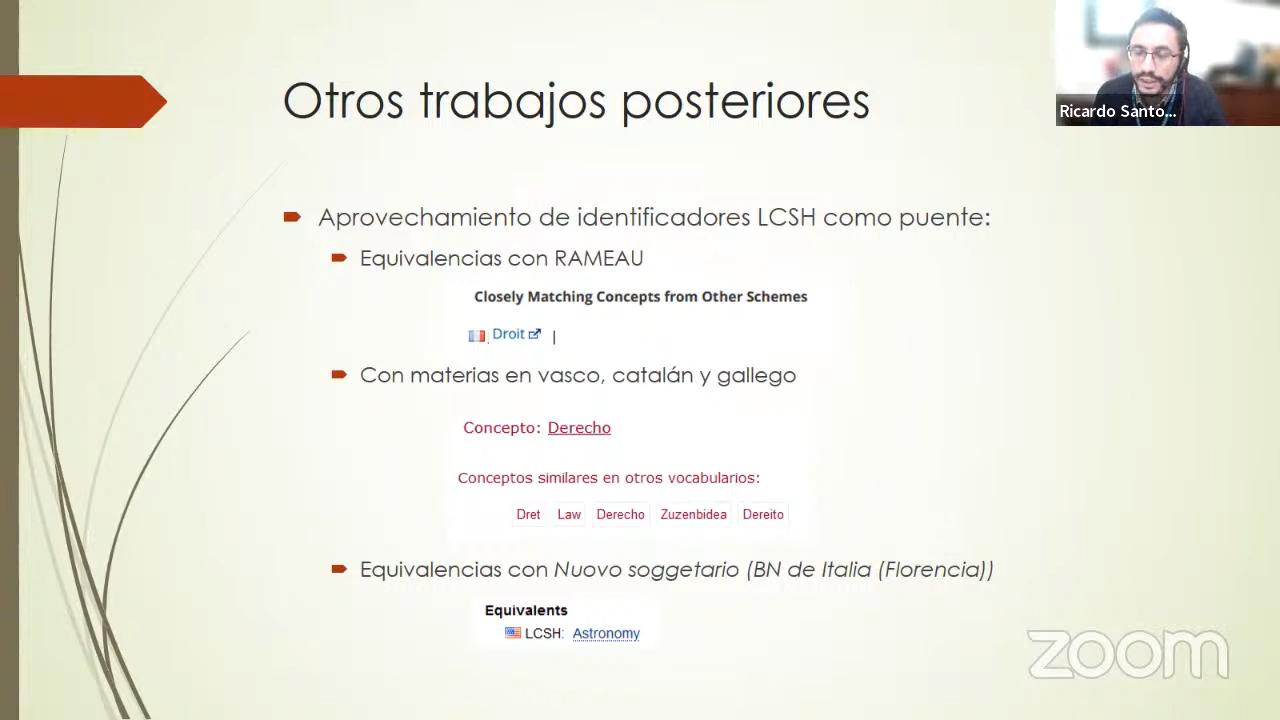 Otros trabajos posteriores
Ricardo Santo...
Aprovechamiento de identificadores LCSH como puente:
Equivalencias con RAMEAU
Closely Matching Concepts from Other Schemes
Droit |
Con materias en vasco, catalán y gallego
Concepto: Derecho
Conceptos similares en otros vocabularios:
Dret Law Derecho Zuzenbidea Dereito
Equivalencias con Nuovo soggetario (BN de Italia (Florencia))
Equivalents
LCSH: Astronomy
zoom